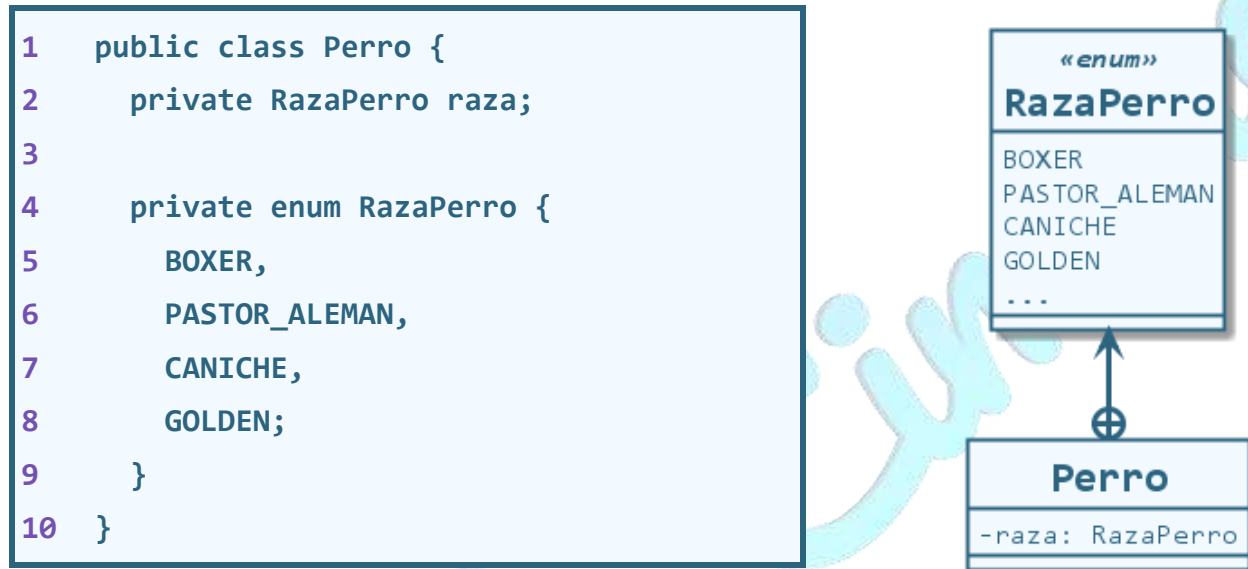 1 public class Perro {
2 private RazaPerro raza;
3
4 private enum RazaPerro {
5 BOXER,
6 PASTOR_ALEMAN,
7 CANICHE,
8 GOLDEN;
9 }
10 }
«enum»
RazaPerro
BOXER
PASTOR_ALEMAN
CANICHE
GOLDEN
...
Perro
-raza: RazaPerro